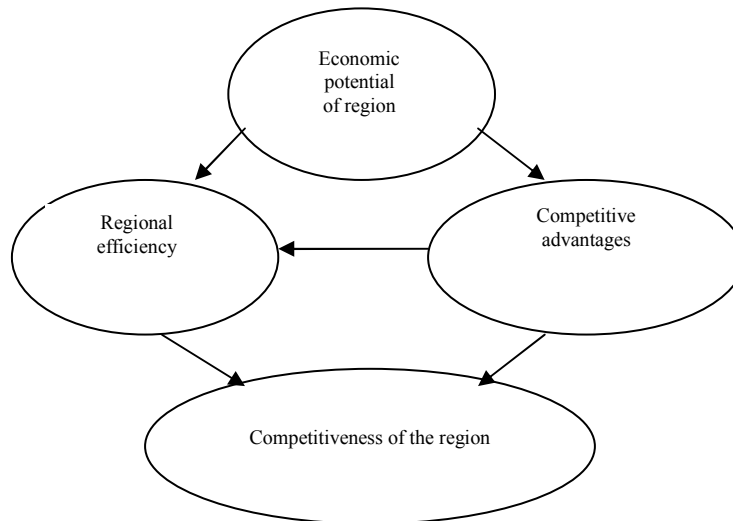 Economic
potential
of region
Regional
efficiency
Competitive
advantages
Competitiveness of the region